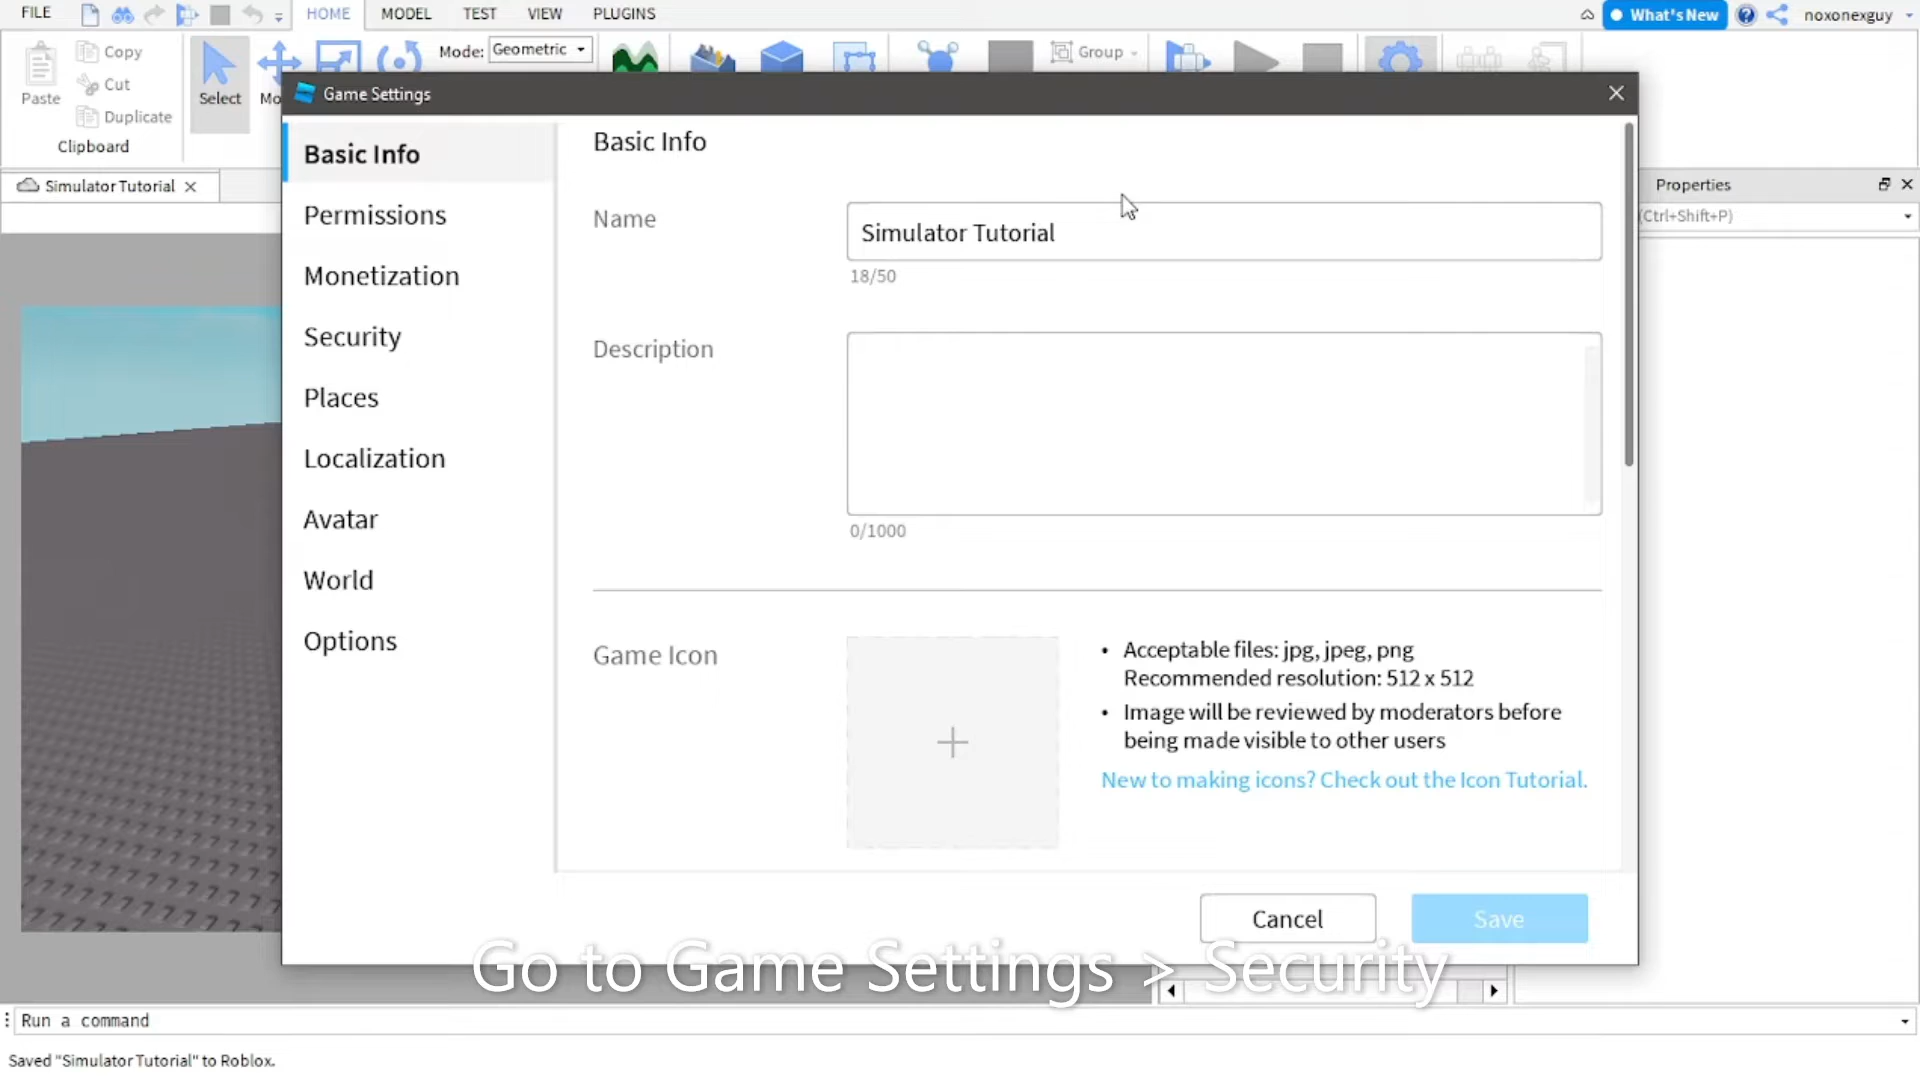 FILE
HOME
MODEL
TEST
VIEW
PLUGINS
What's New
noxonexguy
Copy
Cut
Duplicate
Paste
Clipboard
Select
Mo
Mode: Geometric
Group
Game Settings
Simulator Tutorial
Properties
(Ctrl+Shift+P)
Basic Info
Permissions
Monetization
Security
Places
Localization
Avatar
World
Options
Basic Info
Name
Simulator Tutorial
18/50
Description
0/1000
Game Icon
• Acceptable files: jpg, jpeg, png
Recommended resolution: 512 x 512
• Image will be reviewed by moderators before
being made visible to other users
New to making icons? Check out the Icon Tutorial.
Cancel
Save
Go to Game Settings > Security
Run a command
Saved "Simulator Tutorial" to Roblox.